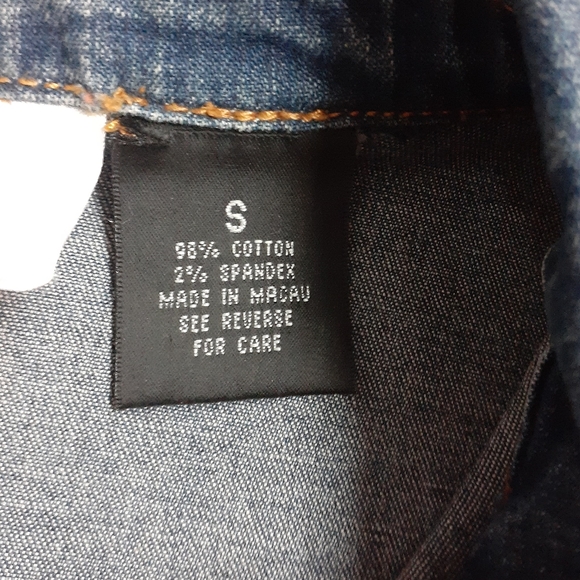 S
98% COTTON
2% SPANDEX
MADE IN MACAU
SEE REVERSE
FOR CARE